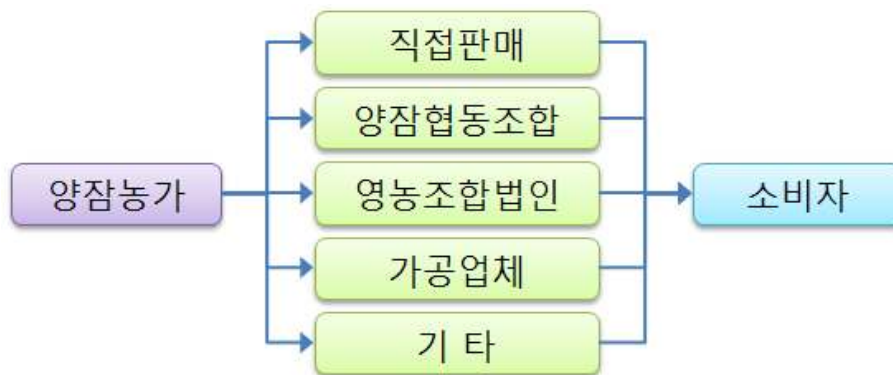 직접판매
양잠협동조합
양잠농가
영농조합법인
소비자
가공업체
기 타